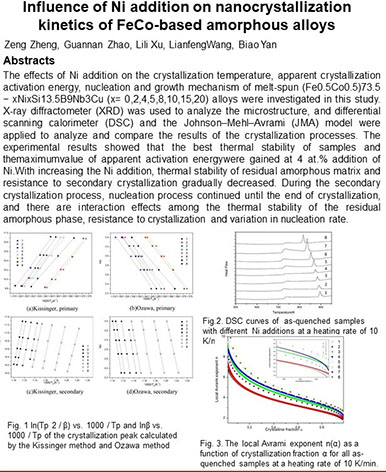 Influence of Ni addition on nanocrystallization
kinetics of FeCo-based amorphous alloys
Zeng Zheng, Guannan Zhao, Lili Xu, LianfengWang, Biao Yan
Abstracts
The effects of Ni addition on the crystallization temperature, apparent crystallization
activation energy, nucleation and growth mechanism of melt-spun (Fe0.5Co0.5)73.5
− xNixSi13.5B9Nb3Cu (x= 0,2,4,5,8,10,15,20) alloys were investigated in this study.
X-ray diffractometer (XRD) was used to analyze the microstructure, and differential
scanning calorimeter (DSC) and the Johnson–Mehl–Avrami (JMA) model were
applied to analyze and compare the results of the crystallization processes. The
experimental results showed that the best thermal stability of samples and
themaximumvalue of apparent activation energywere gained at 4 at.% addition of
Ni.With increasing the Ni addition, thermal stability of residual amorphous matrix and
resistance to secondary crystallization gradually decreased. During the secondary
crystallization process, nucleation process continued until the end of crystallization,
and there are interaction effects among the thermal stability of the residual
amorphous phase, resistance to crystallization and variation in nucleation rate.
(a)Kissinger, primary
(b)Ozawa, primary
(c)Kissinger, secondary
(d)Ozawa, secondary
Fig. 1 ln(Tp 2 / β) vs. 1000 / Tp and lnβ vs.
1000 / Tp of the crystallization peak calculated
by the Kissinger method and Ozawa method
Heat Flow
Fig.2. DSC curves of as-quenched samples
with different Ni additions at a heating rate of 10
K/n
Local Avrami exponent n
Crystalline fraction α
Fig. 3. The local Avrami exponent n(α) as a
function of crystallization fraction α for all as-
quenched samples at a heating rate of 10 K/min.